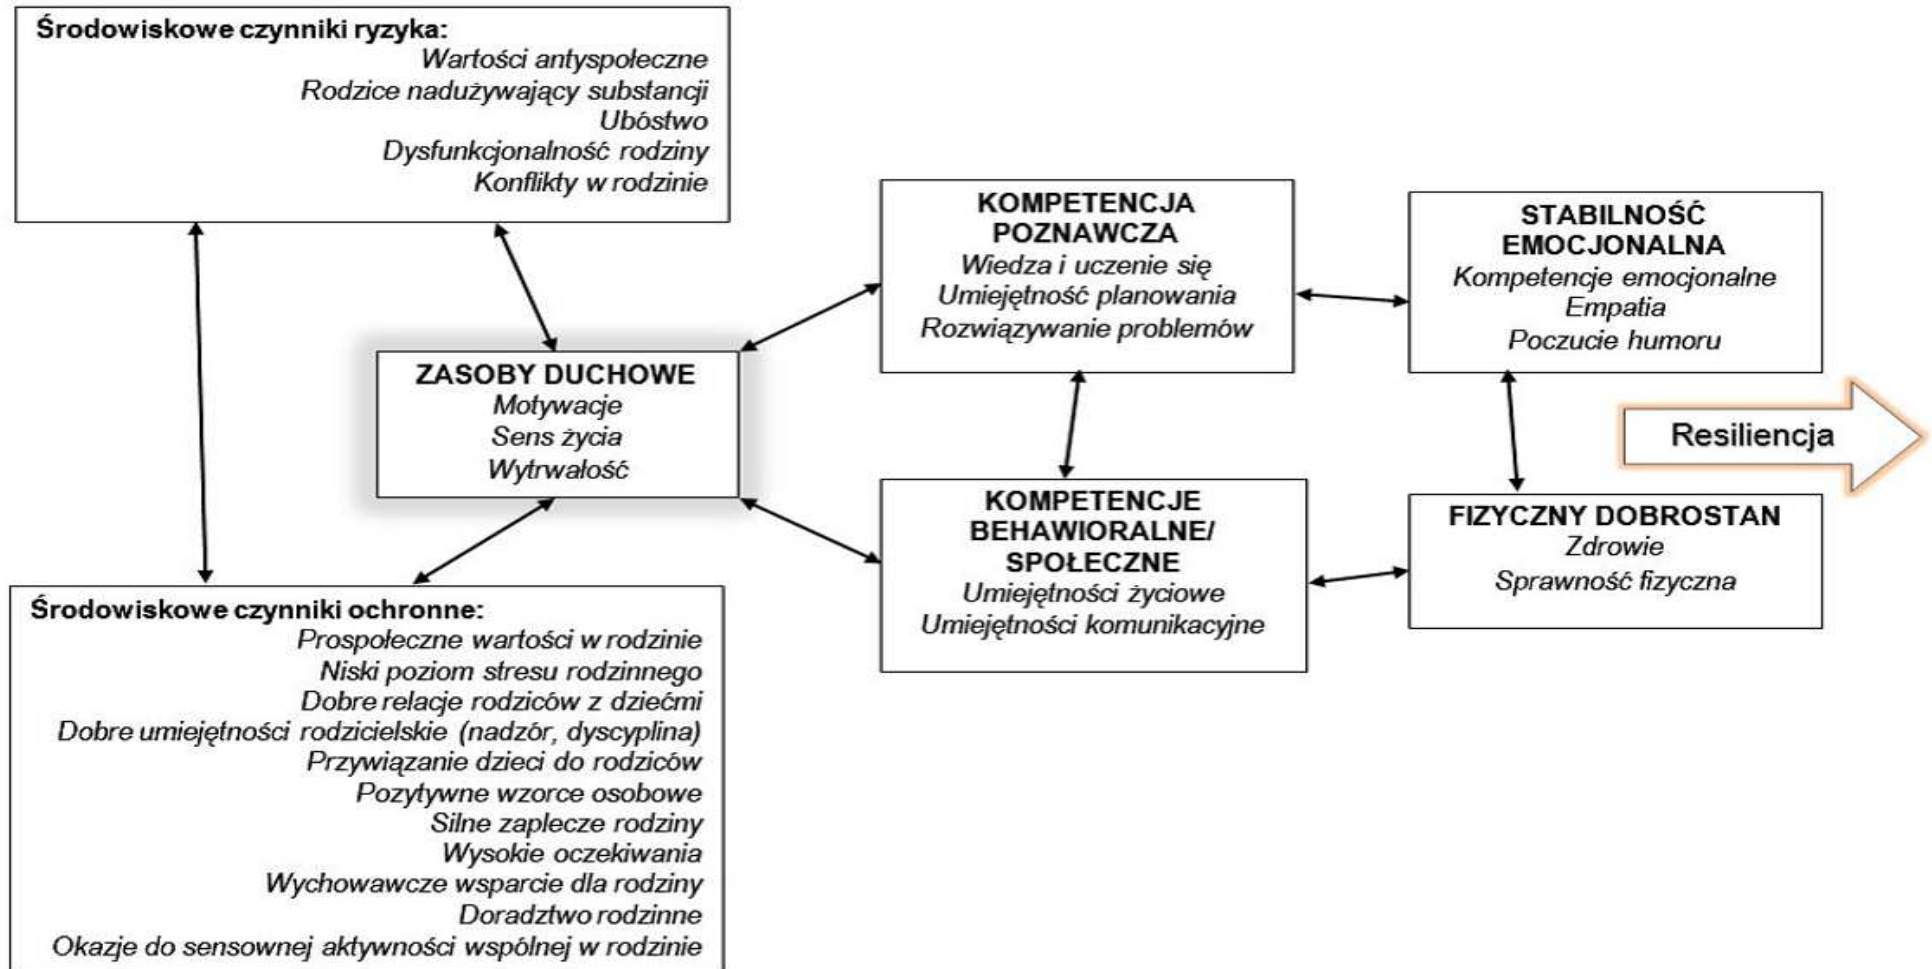 Środowiskowe czynniki ryzyka:
Wartości antyspołeczne
Rodzice nadużywający substancji
Ubóstwo
Dysfunkcjonalność rodziny
Konflikty w rodzinie
ZASOBY DUCHOWE
Motywacje
Sens życia
Wytrwałość
Środowiskowe czynniki ochronne:
Prospołeczne wartości w rodzinie
Niski poziom stresu rodzinnego
Dobre relacje rodziców z dziećmi
Dobre umiejętności rodzicielskie (nadzór, dyscyplina)
Przywiązanie dzieci do rodziców
Pozytywne wzorce osobowe
Silne zaplecze rodziny
Wysokie oczekiwania
Wychowawcze wsparcie dla rodziny
Doradztwo rodzinne
Okazje do sensownej aktywności wspólnej w rodzinie
KOMPETENCJA
POZNAWCZA
Wiedza i uczenie się
Umiejętność planowania
Rozwiązywanie problemów
KOMPETENCJE
BEHAWIORALNE/
SPOŁECZNE
Umiejętności życiowe
Umiejętności komunikacyjne
STABILNOŚĆ
EMOCJONALNA
Kompetencje emocjonalne
Empatia
Poczucie humoru
FIZYCZNY DOBROSTAN
Zdrowie
Sprawność fizyczna
Resiliencja